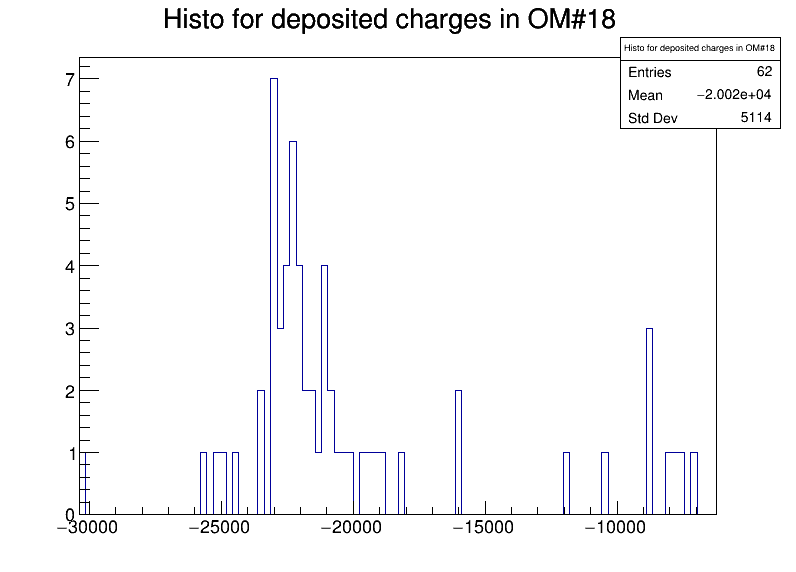 Histo for deposited charges in OM#18
Histo for deposited charges in OM#18
Entries 62
Mean −2.002e+04
Std Dev 5114
7
6
5
4
3
2
1
0
−30000 −25000 −20000 −15000 −10000